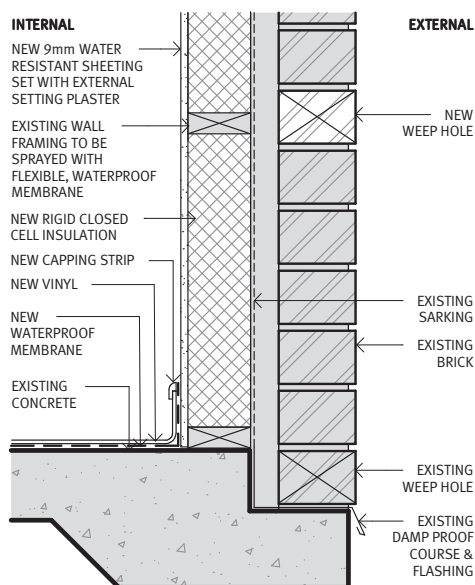 INTERNAL
NEW 9mm WATER
RESISTANT SHEETING
SET WITH EXTERNAL
SETTING PLASTER
EXISTING WALL
FRAMING TO BE
SPRAYED WITH
FLEXIBLE, WATERPROOF
MEMBRANE
NEW RIGID CLOSED
CELL INSULATION
NEW CAPPING STRIP
NEW VINYL
NEW
WATERPROOF
MEMBRANE
EXISTING
CONCRETE
EXTERNAL
NEW
WEEP HOLE
EXISTING
SARKING
EXISTING
BRICK
EXISTING
WEEP HOLE
EXISTING
DAMP PROOF
COURSE &
FLASHING